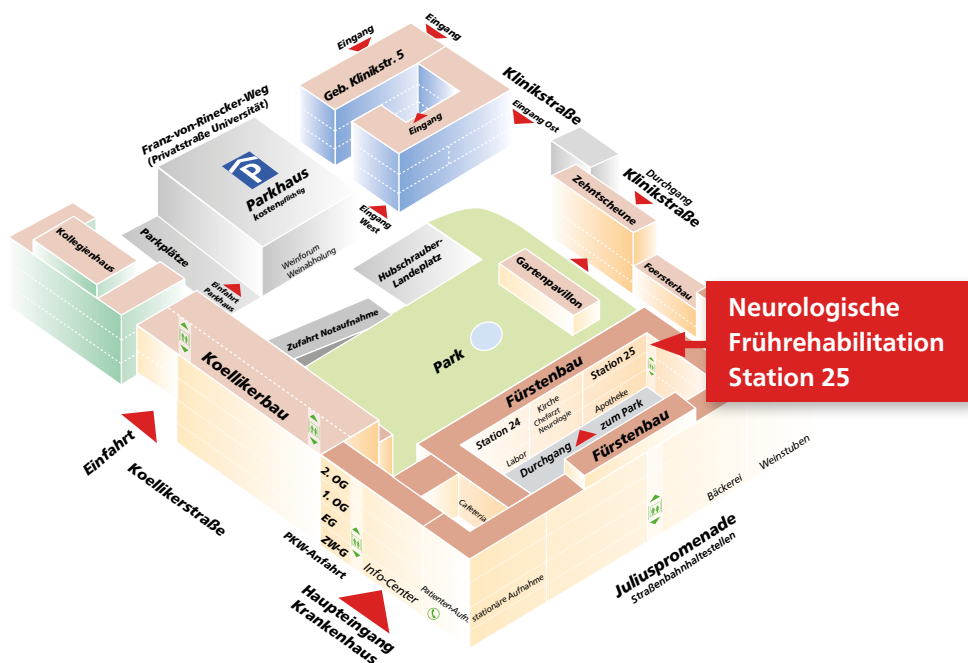 Eingang
Eingang
Geb. Klinikstr. 5
Klinikstraße
Eingang Ost
Eingang
Franz-von-Rinecker-Weg
(Privatstraße Universität)
P
Parkhaus
kostenpflichtig
Eingang
West
Durchgang
Klinikstraße
Zehntscheune
Foersterbau
Kollegienhaus
Parkplätze
Weinforum
Weinabholung
Einfahrt
Parkhaus
Hubschrauber-
Landeplatz
Gartenpavillon
Zufahrt Notaufnahme
Park
Koellikerbau
Neurologische
Frührehabilitation
Station 25
Fürstenbau
Station 25
Kirche
Chefarzt
Neurologie
Apotheke
Station 24
Labor
Durchgang
zum Park
Fürstenbau
Cafeteria
Einfahrt
Koellikerstraße
2. OG
1. OG
EG
ZW-G
PKW-Anfahrt
Info-Center
Patienten-Aufn.
stationäre Aufnahme
Haupteingang
Krankenhaus
Bäckerei
Weinstuben
Juliuspromenade
Straßenbahnhaltestellen